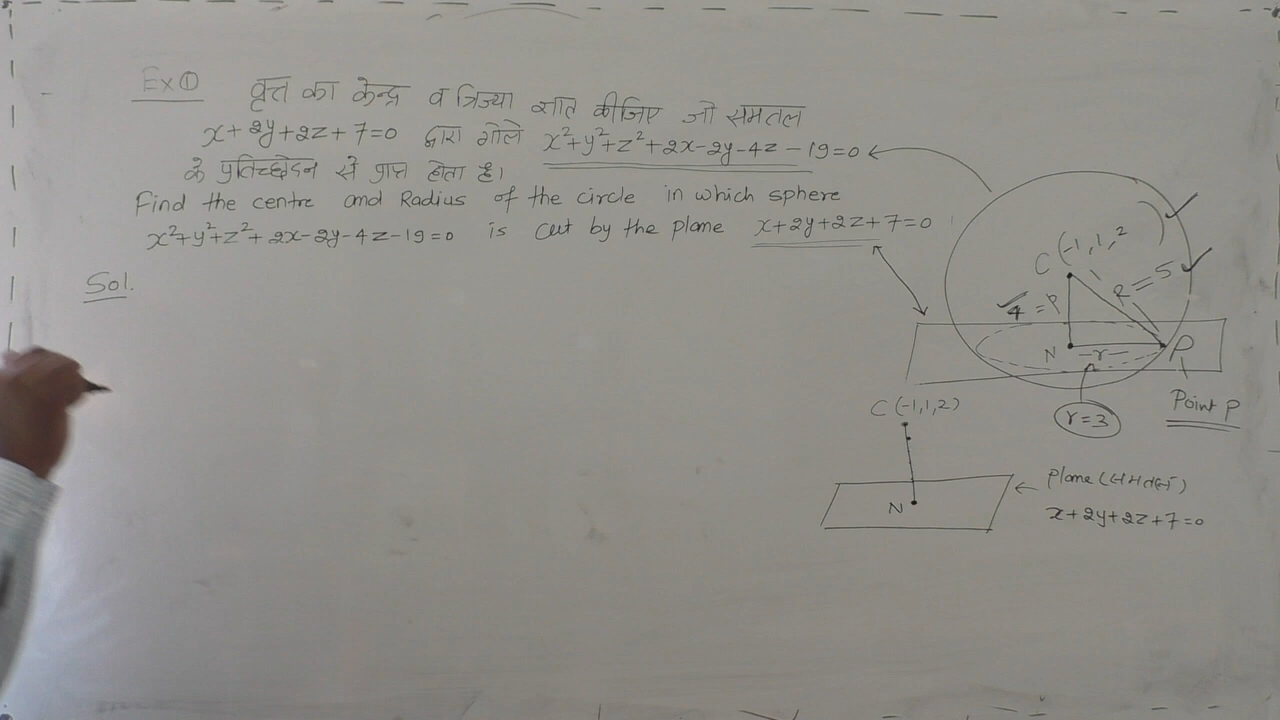 Ex ①
वृत्त का केन्द्र व त्रिज्या ज्ञात कीजिए जो समतल
x+2y+2z+7=0 द्वारा गोले x²+y²+z²+2x-2y-4z-19=0
के प्रतिच्छेदन से प्राप्त होता है।
Find the centre and Radius of the circle in which sphere
x²+y²+z²+2x-2y-4z-19=0 is cut by the plane x+2y+2z+7=0
Sol.
C (-1,1,2
R=5
4=P
N -r- P
r=3
Point P
C(-1,1,2)
N
Plane (समतल)
x+2y+2z+7=0